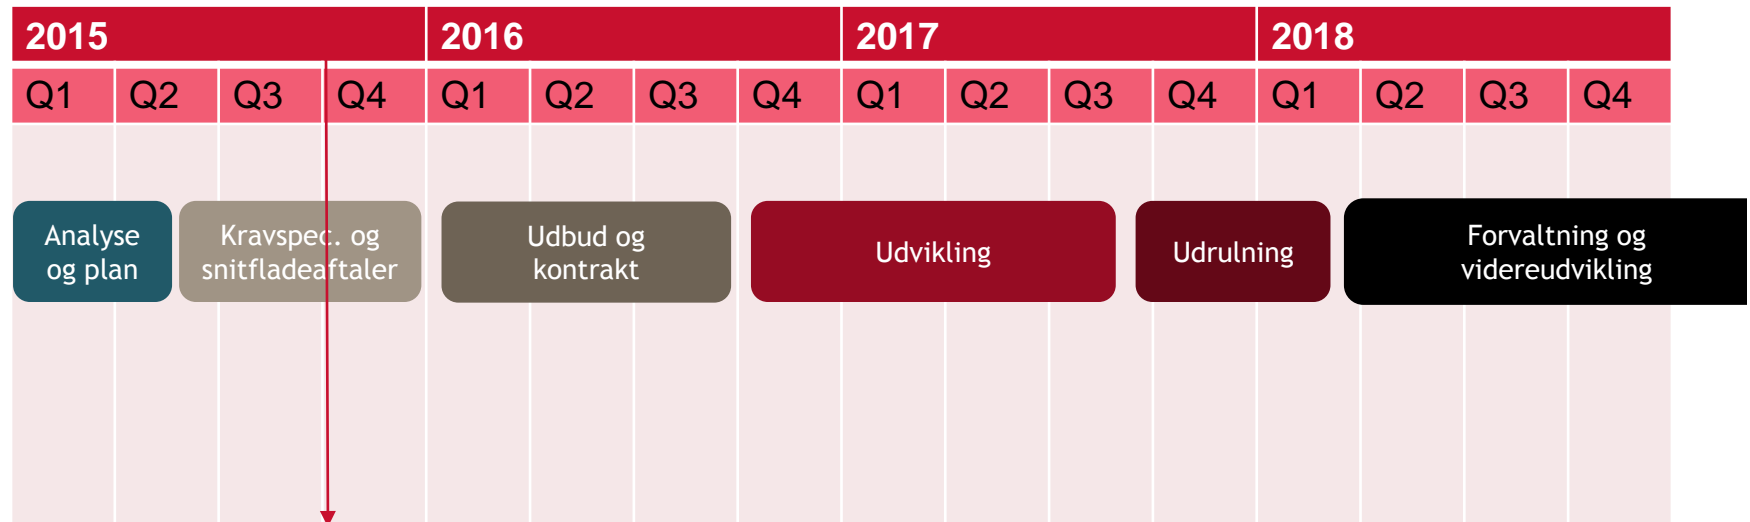 2015 2016 2017 2018
Q1 Q2 Q3 Q4 Q1 Q2 Q3 Q4 Q1 Q2 Q3 Q4 Q1 Q2 Q3 Q4
Analyse
og plan
Kravspec. og
snitfladeaftaler
Udbud og
kontrakt
Udvikling
Udrulning
Forvaltning og
videreudvikling